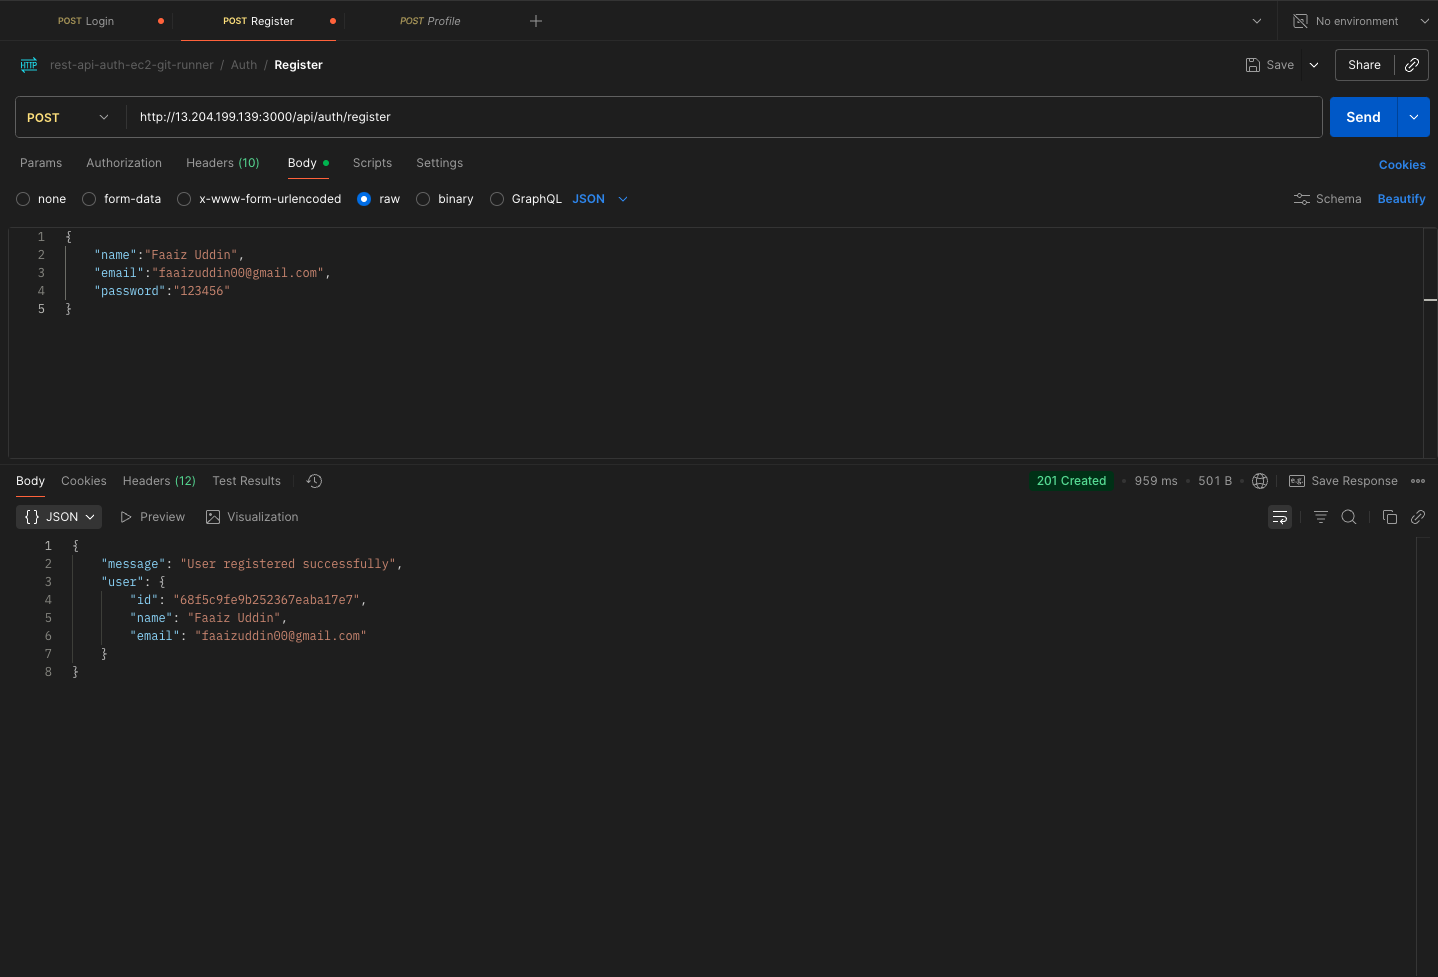 POST Login
POST Register
POST Profile
No environment
HTTP rest-api-auth-ec2-git-runner / Auth / Register
Save
Share
POST
http://13.204.199.139:3000/api/auth/register
Send
Params Authorization Headers (10) Body Scripts Settings
Cookies
none form-data x-www-form-urlencoded raw binary GraphQL JSON
Schema Beautify
1 {
2 "name":"Faaiz Uddin",
3 "email":"faaizuddin00@gmail.com",
4 "password":"123456"
5 }
Body Cookies Headers (12) Test Results
201 Created • 959 ms • 501 B
e.g. Save Response
{} JSON Preview Visualization
1 {
2 "message": "User registered successfully",
3 "user": {
4 "id": "68f5c9fe9b252367eaba17e7",
5 "name": "Faaiz Uddin",
6 "email": "faaizuddin00@gmail.com"
7 }
8 }